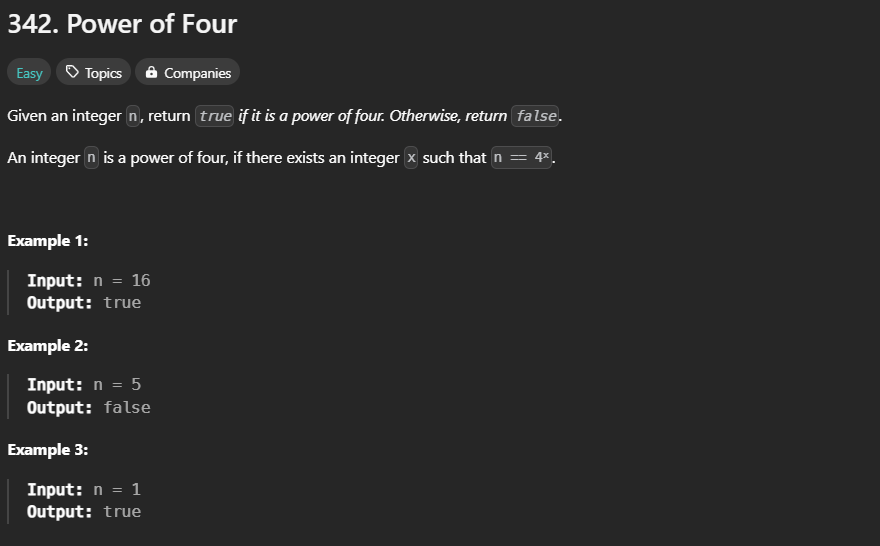 342. Power of Four
Easy Topics Companies
Given an integer n, return true if it is a power of four. Otherwise, return false.
An integer n is a power of four, if there exists an integer x such that n == 4ˣ.
Example 1:
Input: n = 16
Output: true
Example 2:
Input: n = 5
Output: false
Example 3:
Input: n = 1
Output: true